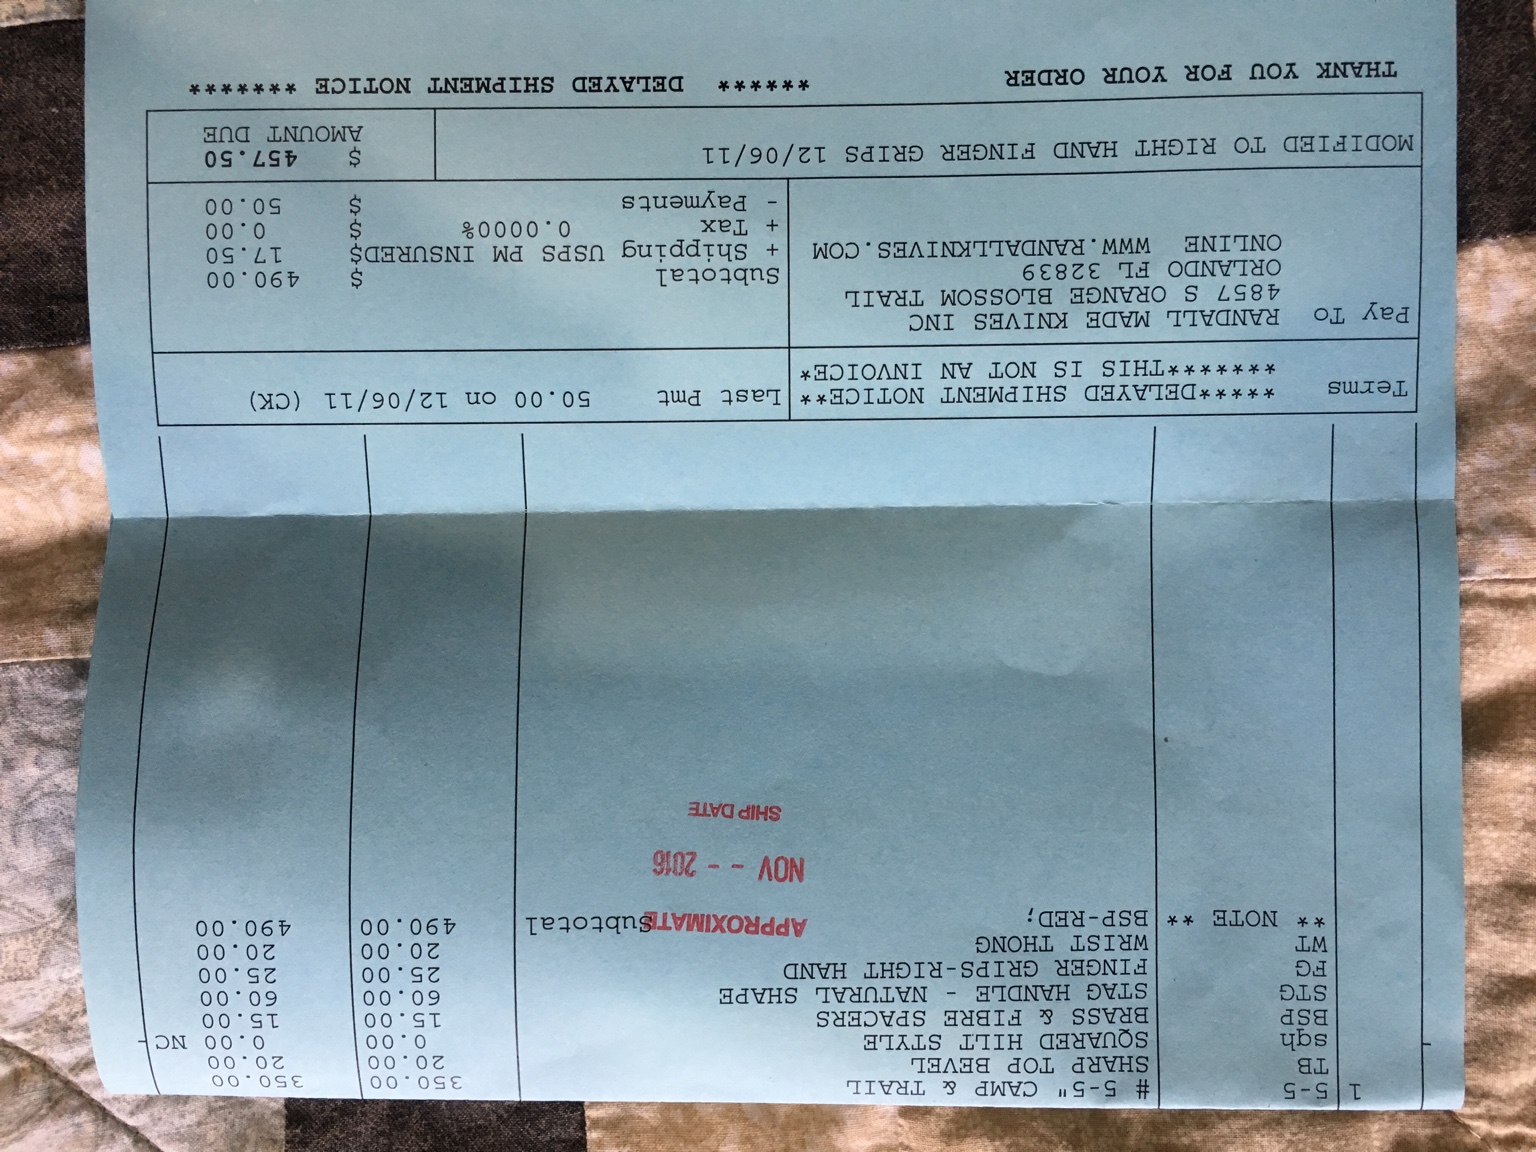 1 5-5 # 5-5" CAMP & TRAIL 350.00 350.00
TB SHARP TOP BEVEL 20.00 20.00
sqh SQUARED HILT STYLE 0.00 0.00 NC
BSP BRASS & FIBRE SPACERS 15.00 15.00
STG STAG HANDLE - NATURAL SHAPE 60.00 60.00
FG FINGER GRIPS-RIGHT HAND 25.00 25.00
WT WRIST THONG 20.00 20.00
** NOTE ** BSP-RED; Subtotal 490.00 490.00
APPROXIMATE
NOV -- 2016
SHIP DATE
Terms *****DELAYED SHIPMENT NOTICE** Last Pmt 50.00 on 12/06/11 (CK)
********THIS IS NOT AN INVOICE*
Pay To RANDALL MADE KNIVES INC
4857 S ORANGE BLOSSOM TRAIL
ORLANDO FL 32839
ONLINE WWW.RANDALLKNIVES.COM
Subtotal $ 490.00
+ Shipping USPS PM INSURED$ 17.50
+ Tax 0.0000% $ 0.00
- Payments $ 50.00
MODIFIED TO RIGHT HAND FINGER GRIPS 12/06/11
$ 457.50
AMOUNT DUE
THANK YOU FOR YOUR ORDER ****** DELAYED SHIPMENT NOTICE *******